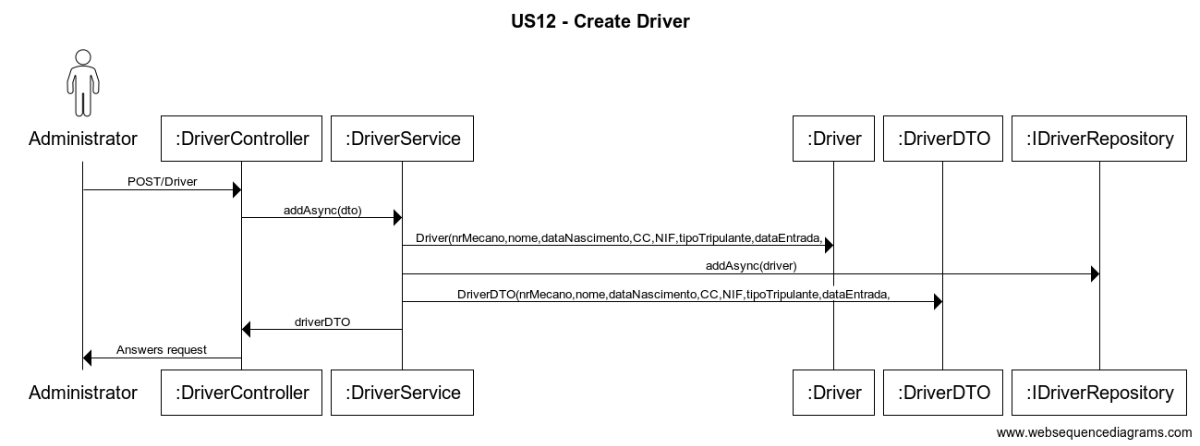 US12 - Create Driver
Administrator
:DriverController
:DriverService
:Driver
:DriverDTO
:IDriverRepository
POST/Driver
addAsync(dto)
Driver(nrMecano,nome,dataNascimento,CC,NIF,tipoTripulante,dataEntrada,
addAsync(driver)
DriverDTO(nrMecano,nome,dataNascimento,CC,NIF,tipoTripulante,dataEntrada,
driverDTO
Answers request
Administrator
:DriverController
:DriverService
:Driver
:DriverDTO
:IDriverRepository
www.websequencediagrams.com